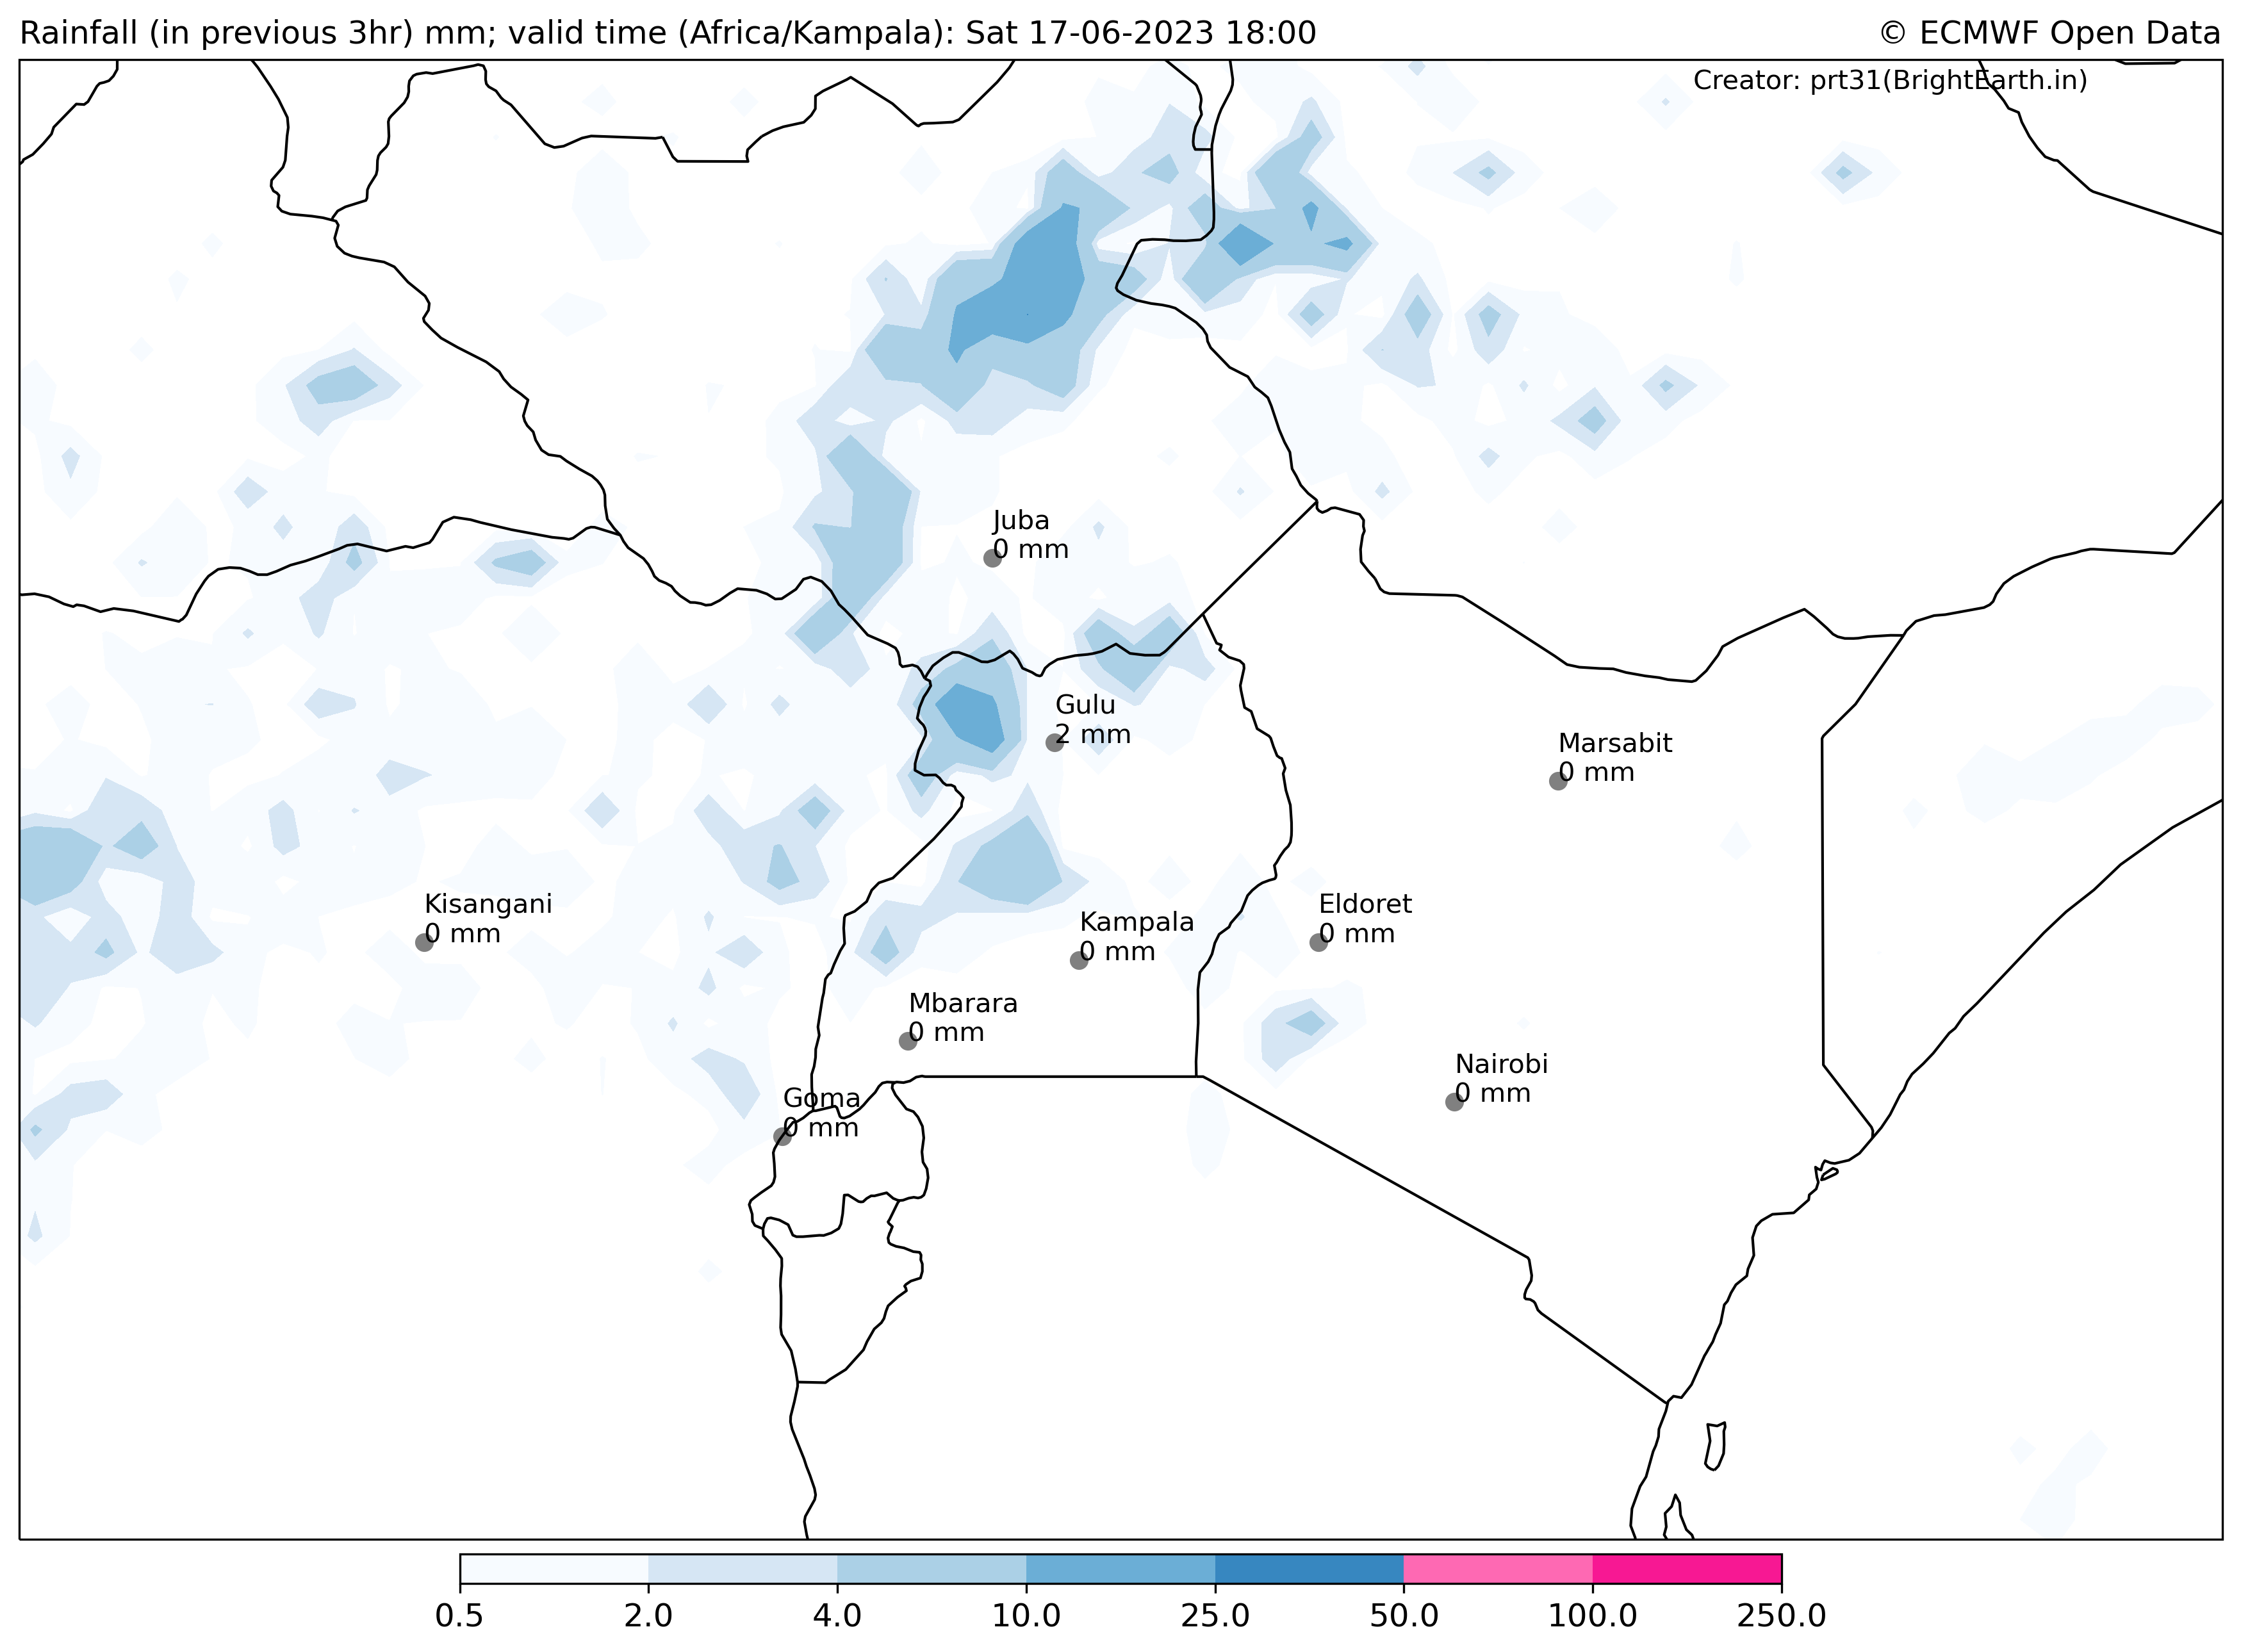 Rainfall (in previous 3hr) mm; valid time (Africa/Kampala): Sat 17-06-2023 18:00
© ECMWF Open Data
Creator: prt31(BrightEarth.in)
Juba
0 mm
Gulu
2 mm
Marsabit
0 mm
Kisangani
0 mm
Kampala
0 mm
Eldoret
0 mm
Mbarara
0 mm
Nairobi
0 mm
Goma
0 mm
0.5 2.0 4.0 10.0 25.0 50.0 100.0 250.0